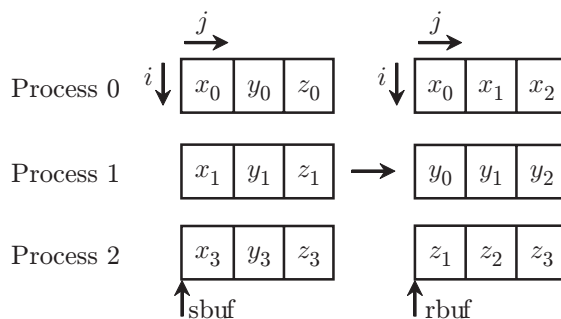 j j
Process 0 i x₀ y₀ z₀ i x₀ x₁ x₂
Process 1 x₁ y₁ z₁ y₀ y₁ y₂
Process 2 x₃ y₃ z₃ z₁ z₂ z₃
sbuf rbuf